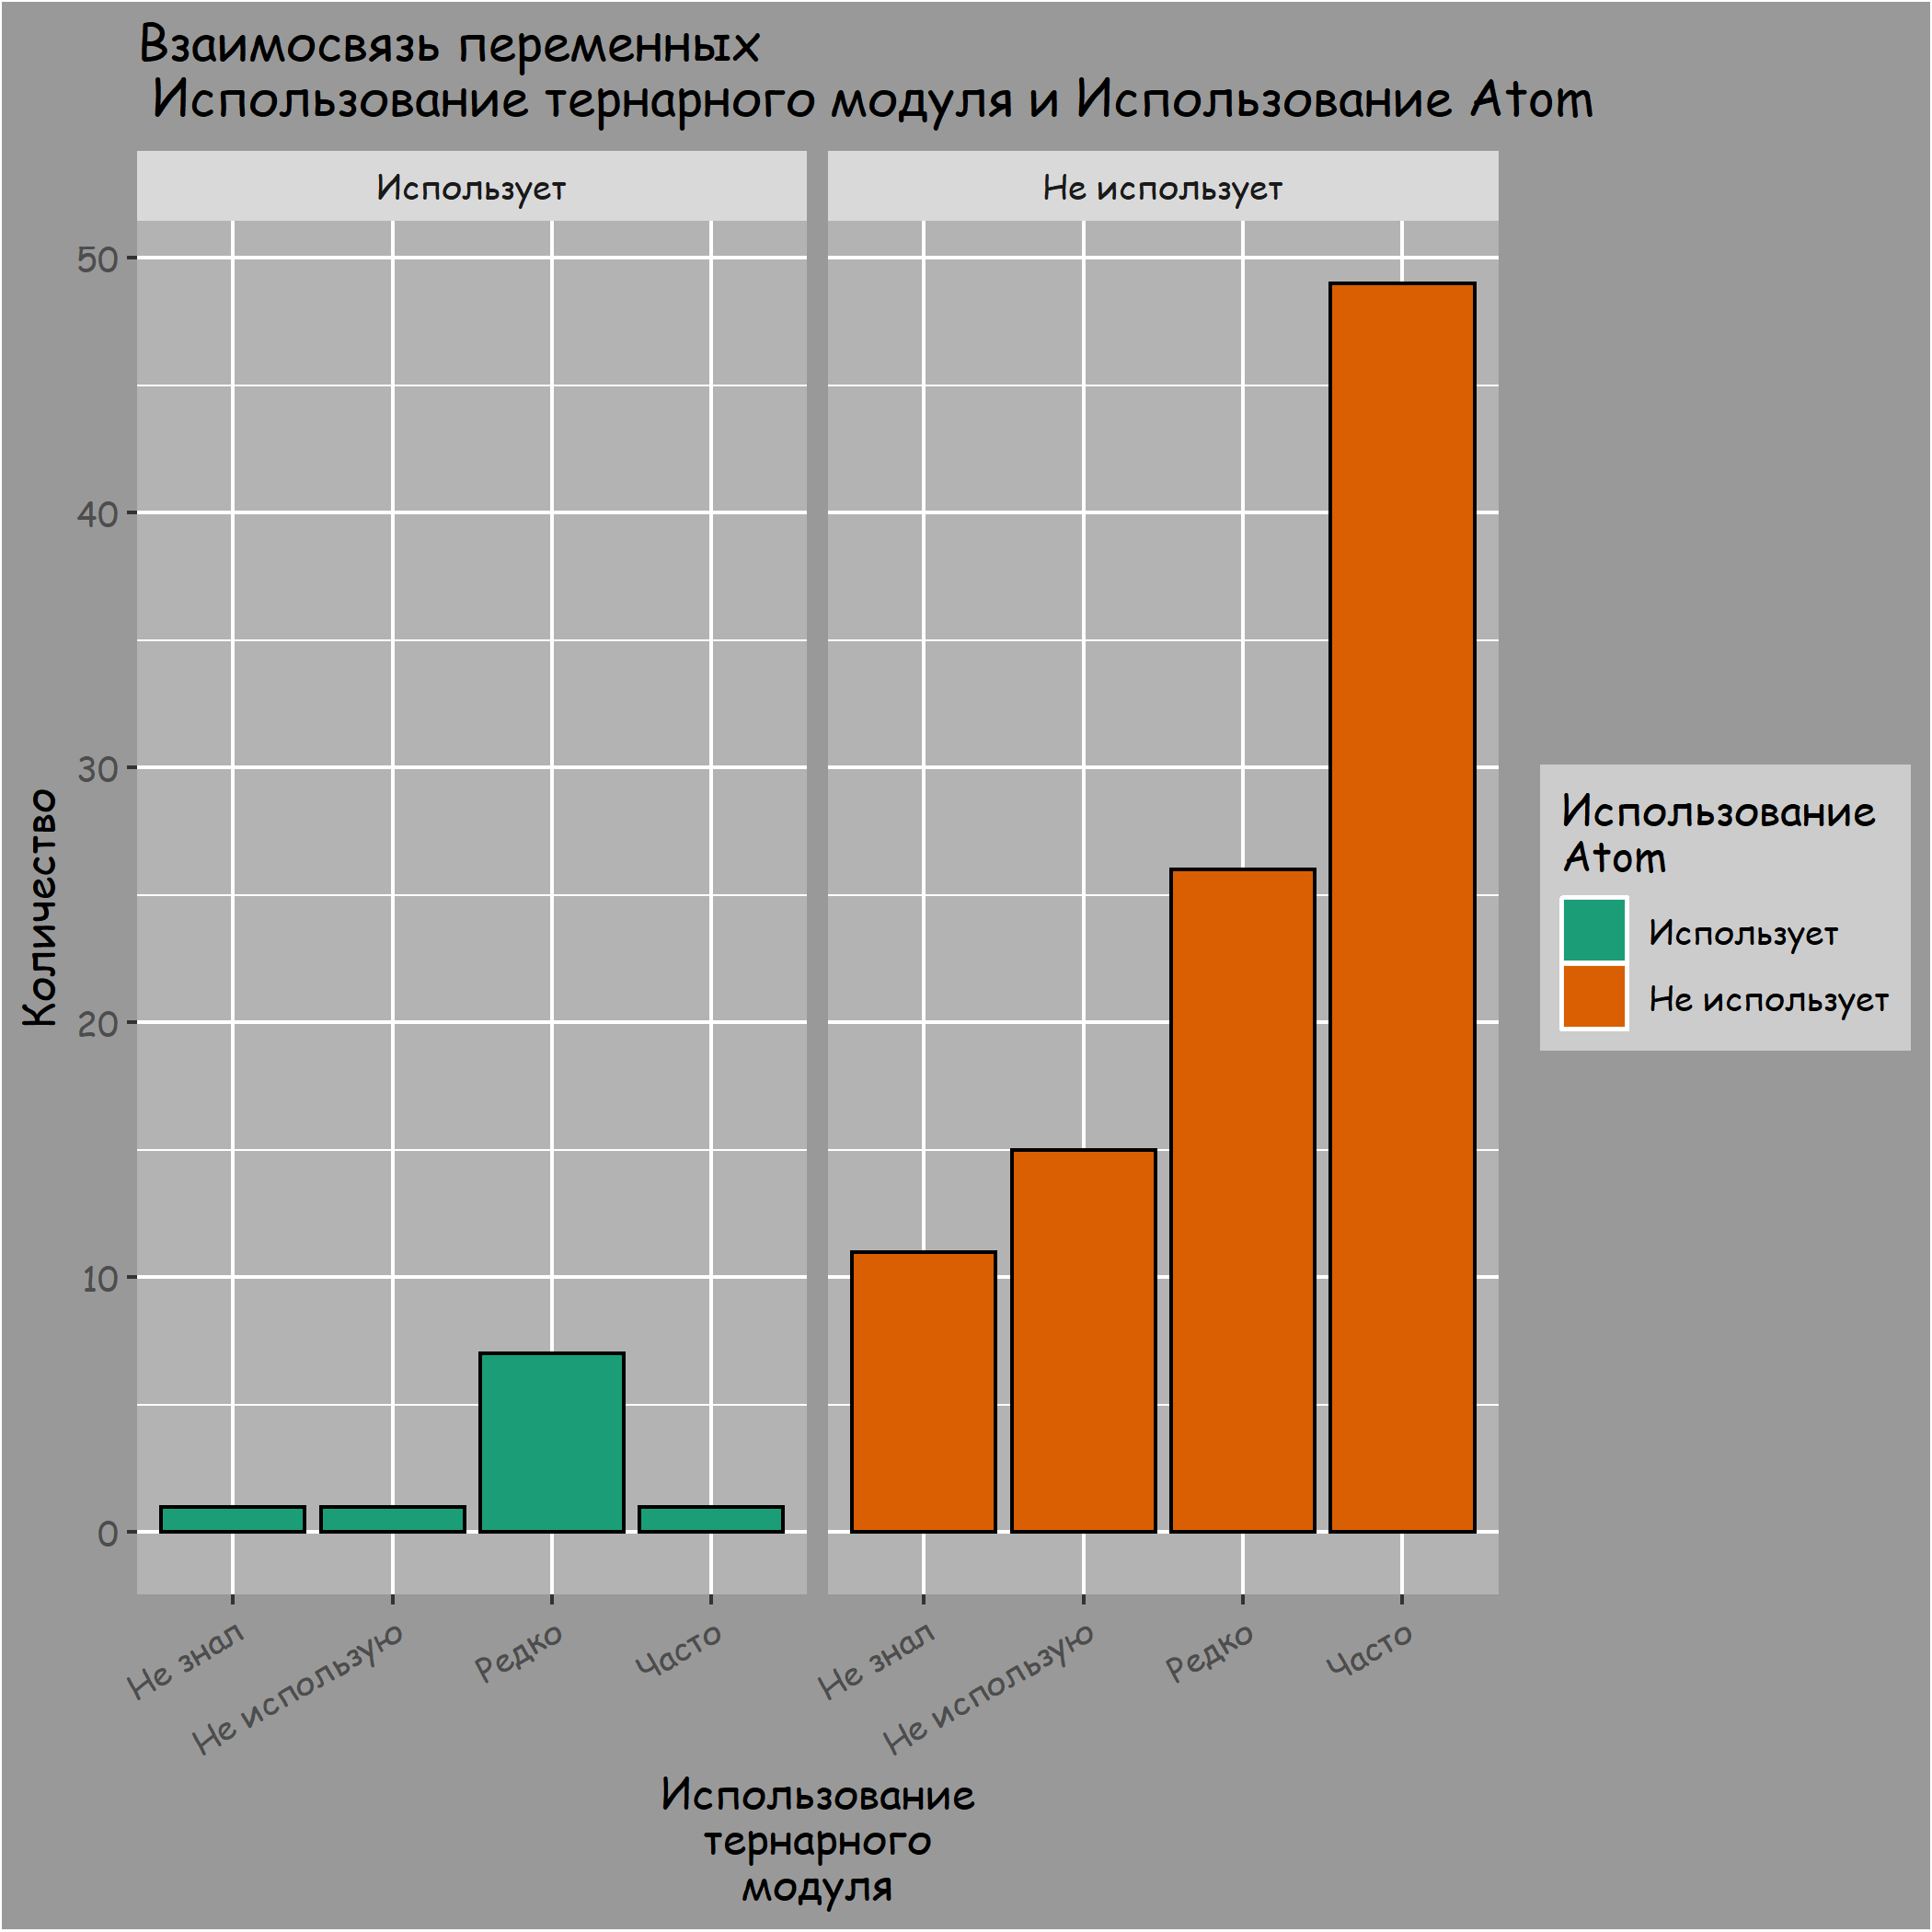 Взаимосвязь переменных
Использование тернарного модуля и Использование Atom
Использует
Не использует
50
40
30
20
10
0
Количество
Не знал
Не использую
Редко
Часто
Не знал
Не использую
Редко
Часто
Использование
тернарного
модуля
Использование
Atom
Использует
Не использует